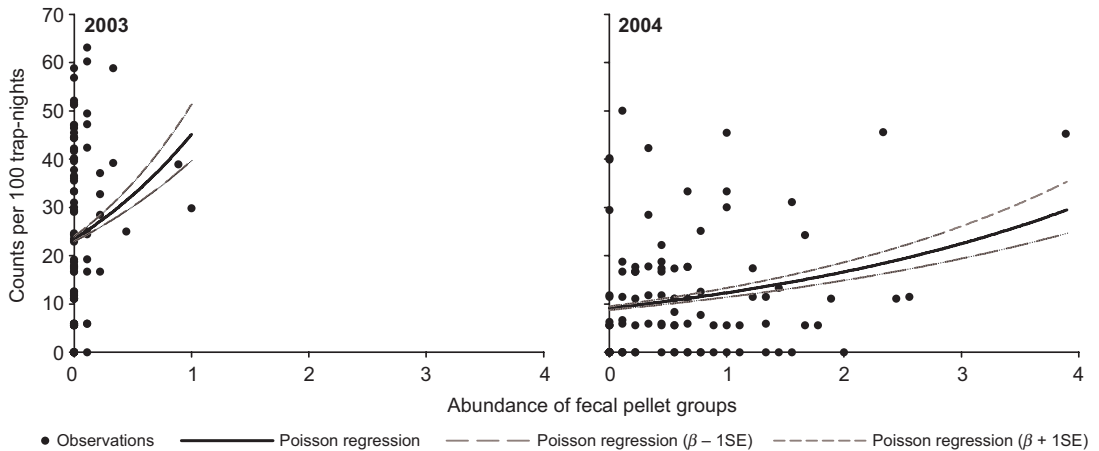 2003
2004
70
60
50
40
30
20
10
0
Counts per 100 trap-nights
0 1 2 3 4
0 1 2 3 4
Abundance of fecal pellet groups
Observations Poisson regression Poisson regression (β – 1SE) Poisson regression (β + 1SE)